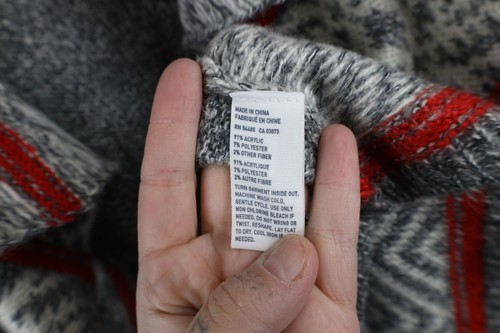 MADE IN CHINA
FABRIQUÉ EN CHINE
RN 54486 CA 03873
91% ACRYLIC
7% POLYESTER
2% OTHER FIBER
91% ACRYLIQUE
7% POLYESTER
2% AUTRE FIBRE
TURN GARMENT INSIDE OUT.
MACHINE WASH COLD,
GENTLE CYCLE. USE ONLY
NON CHLORINE BLEACH IF
NEEDED. DO NOT WRING OR
TWIST. RESHAPE. LAY FLAT
TO DRY. COOL IRON
NEEDED.